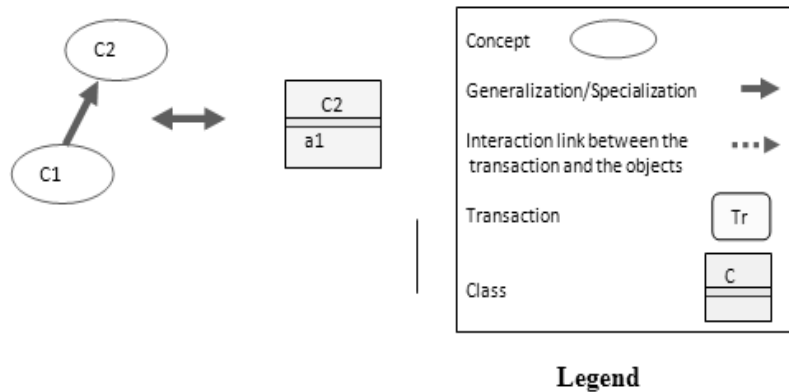 C2
C1
C2
a1
Concept
Generalization/Specialization
Interaction link between the
transaction and the objects
Transaction
Tr
Class
C
Legend